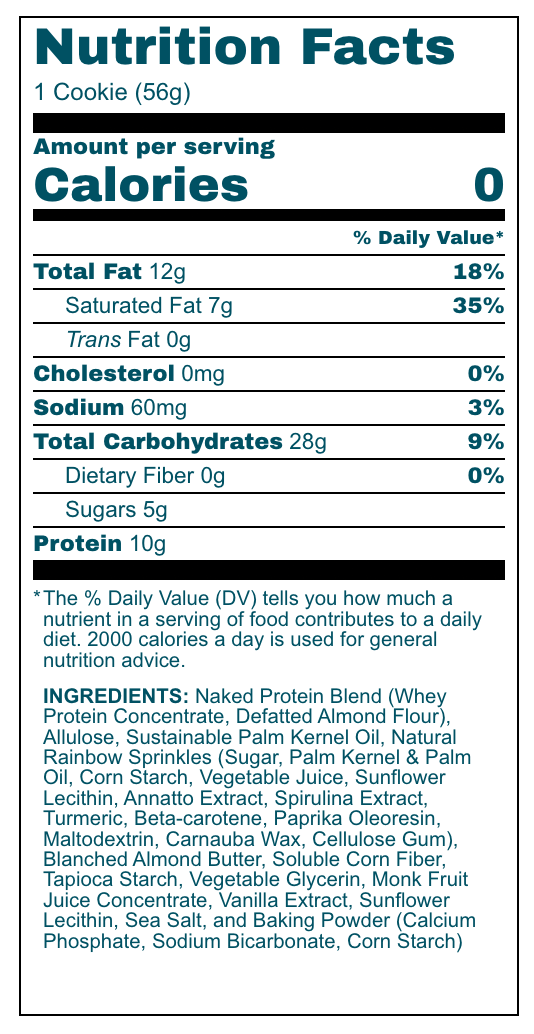 Nutrition Facts
1 Cookie (56g)
Amount per serving
Calories 0
% Daily Value*
Total Fat 12g 18%
Saturated Fat 7g 35%
Trans Fat 0g
Cholesterol 0mg 0%
Sodium 60mg 3%
Total Carbohydrates 28g 9%
Dietary Fiber 0g 0%
Sugars 5g
Protein 10g
*The % Daily Value (DV) tells you how much a
nutrient in a serving of food contributes to a daily
diet. 2000 calories a day is used for general
nutrition advice.
INGREDIENTS: Naked Protein Blend (Whey
Protein Concentrate, Defatted Almond Flour),
Allulose, Sustainable Palm Kernel Oil, Natural
Rainbow Sprinkles (Sugar, Palm Kernel & Palm
Oil, Corn Starch, Vegetable Juice, Sunflower
Lecithin, Annatto Extract, Spirulina Extract,
Turmeric, Beta-carotene, Paprika Oleoresin,
Maltodextrin, Carnauba Wax, Cellulose Gum),
Blanched Almond Butter, Soluble Corn Fiber,
Tapioca Starch, Vegetable Glycerin, Monk Fruit
Juice Concentrate, Vanilla Extract, Sunflower
Lecithin, Sea Salt, and Baking Powder (Calcium
Phosphate, Sodium Bicarbonate, Corn Starch)